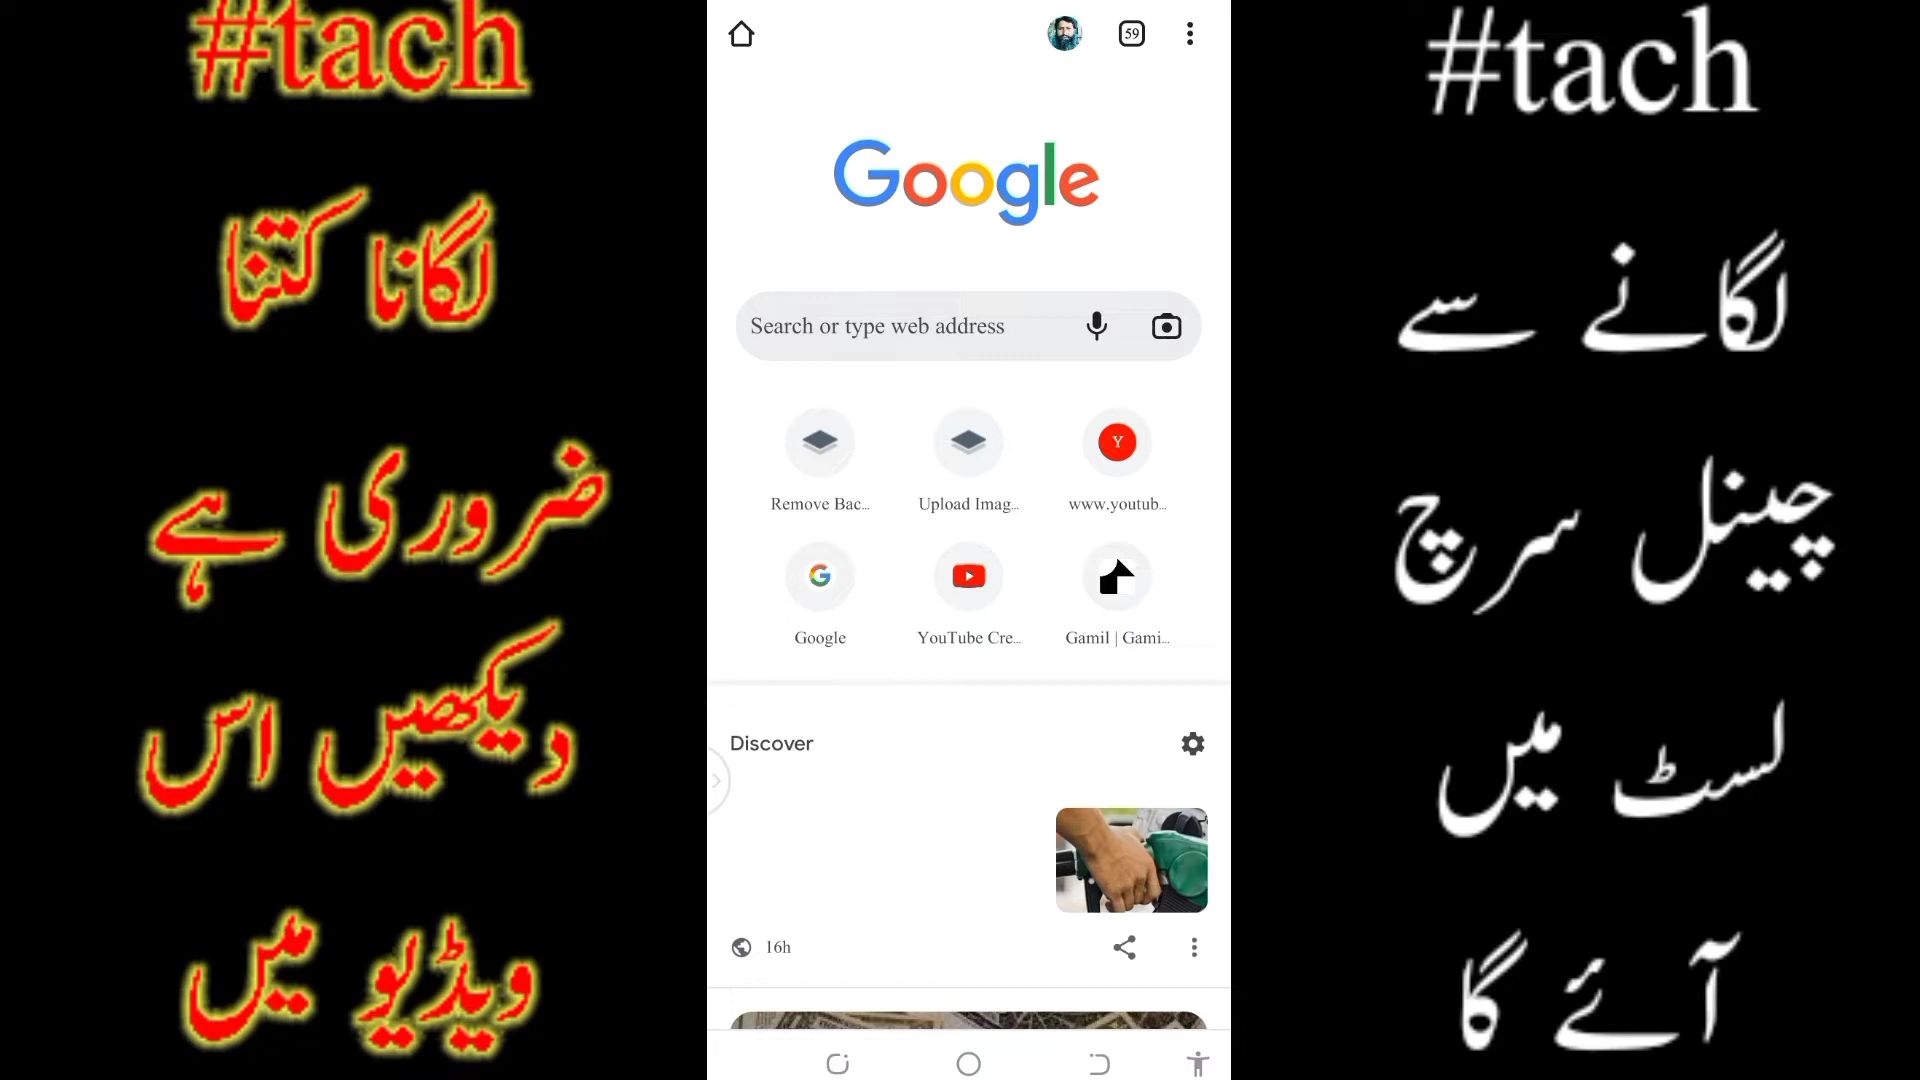 #tach
لگانا کتنا
ضروری ہے
دیکھیں اس
ویڈیو میں
59
Google
Search or type web address
Remove Bac...
Upload Imag...
Y
www.youtub...
Google
YouTube Cre...
Gamil | Gami...
Discover
16h
#tach
لگانے سے
چینل سرچ
لسٹ میں
آئے گا